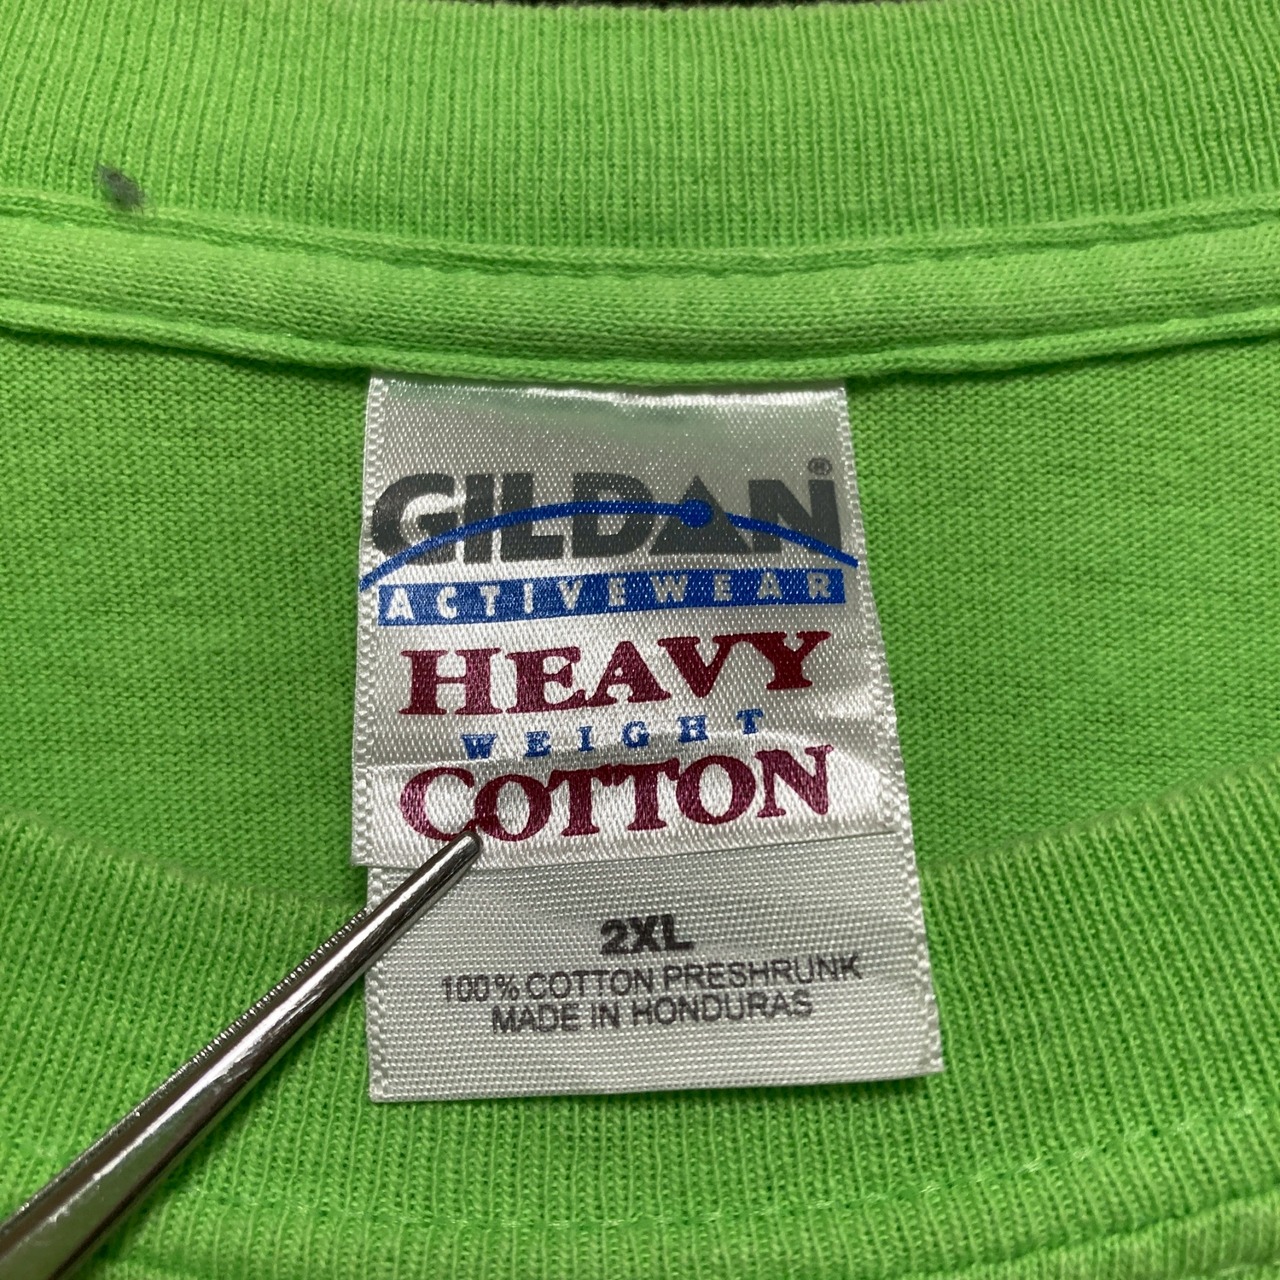 GILDAN®
ACTIVEWEAR
HEAVY
WEIGHT
COTTON
2XL
100% COTTON PRESHRUNK
MADE IN HONDURAS